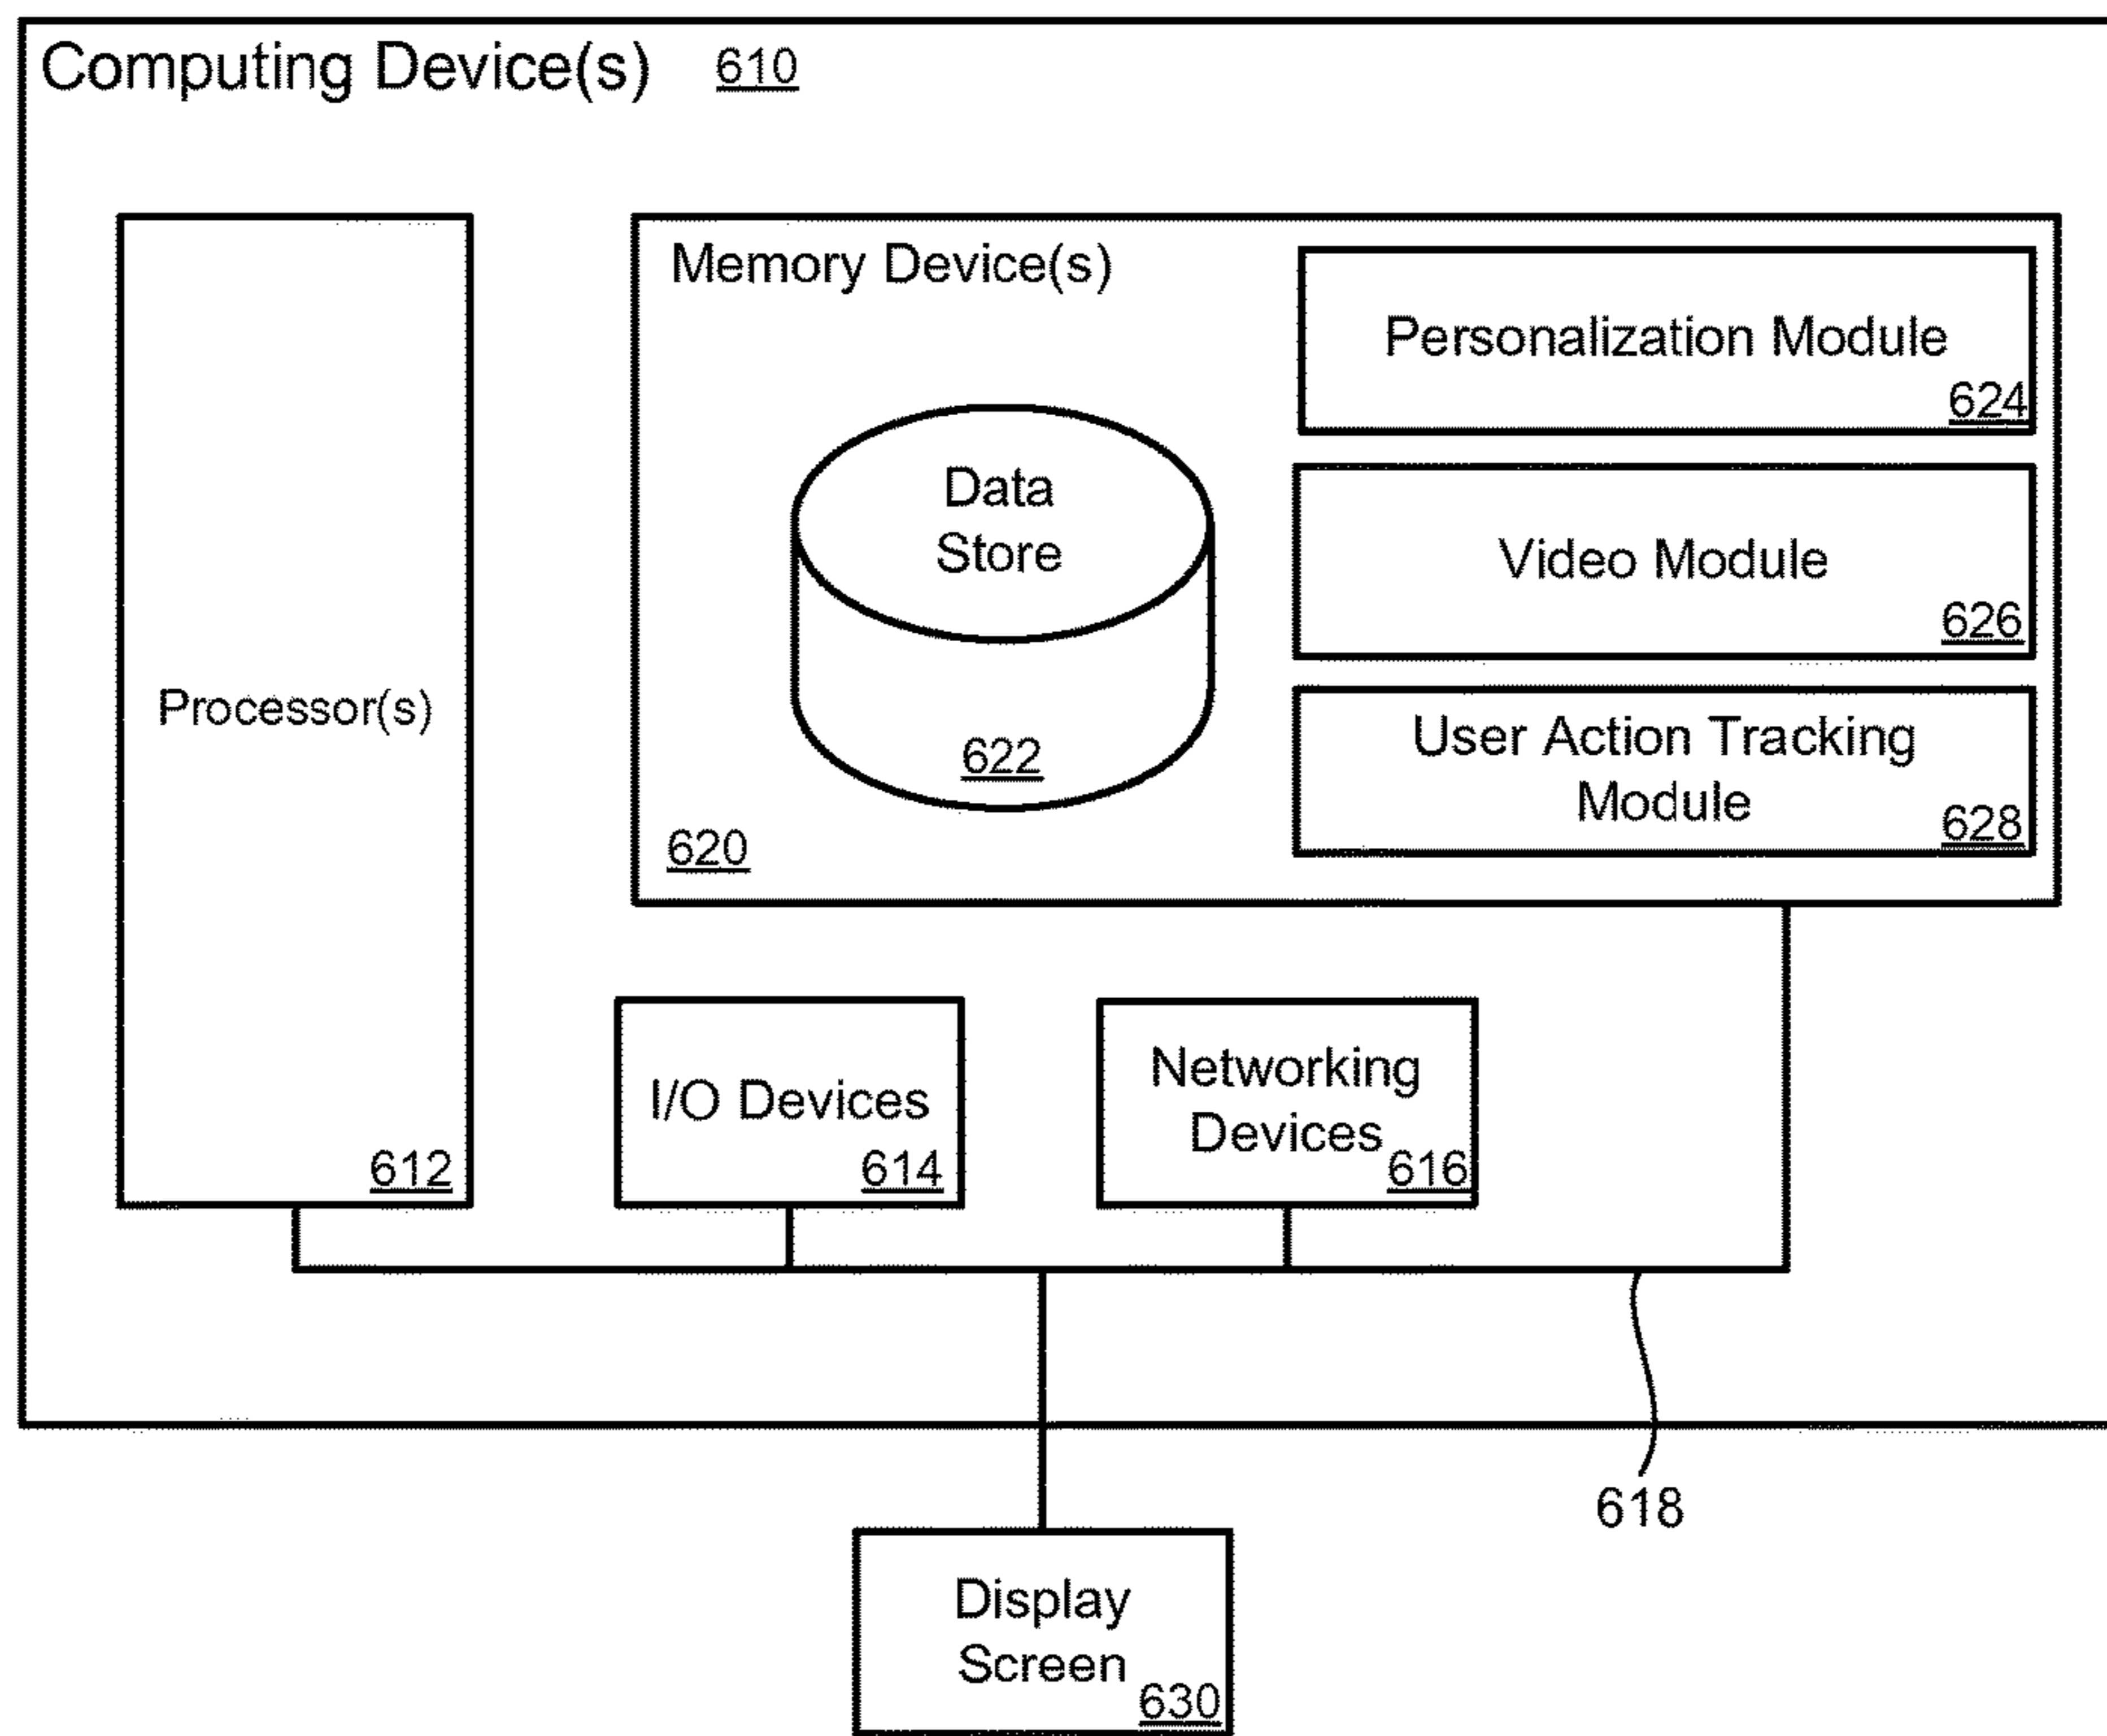 Computing Device(s) 610
Memory Device(s)
Personalization Module
624
Data
Store
622
Video Module
626
User Action Tracking
Module
628
620
Processor(s)
612
I/O Devices
614
Networking
Devices
616
618
Display
Screen
630